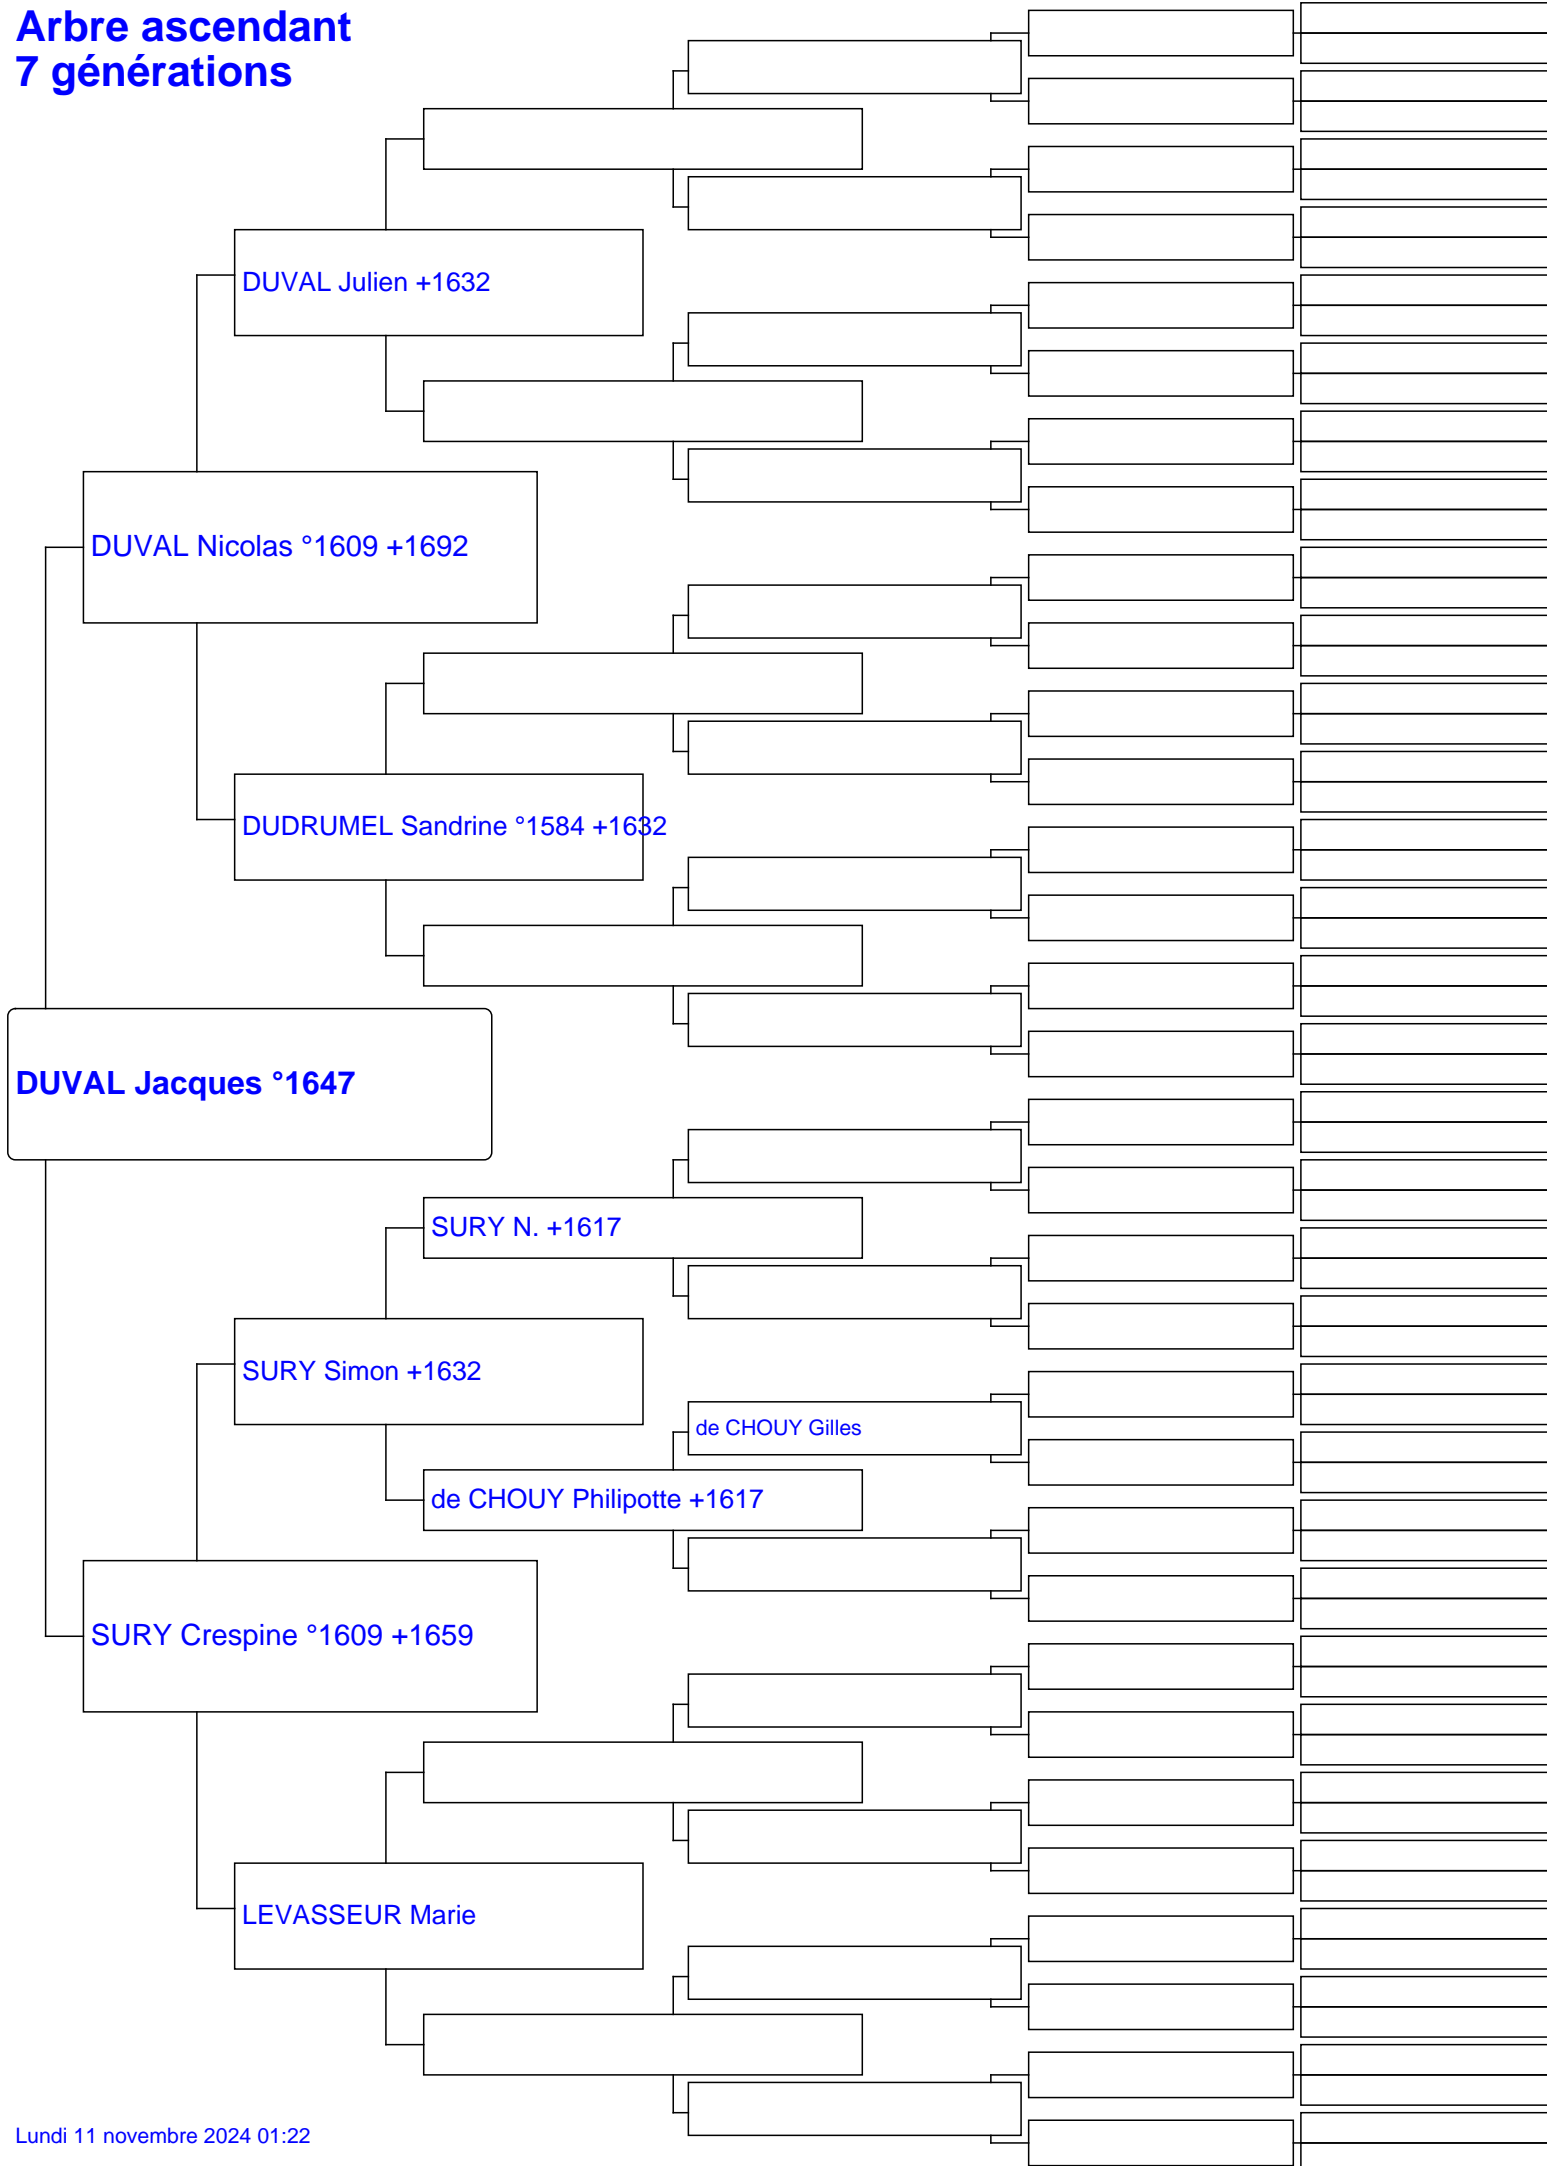 Arbre ascendant
7 générations
DUVAL Julien +1632
DUVAL Nicolas °1609 +1692
DUDRUMEL Sandrine °1584 +1632
DUVAL Jacques °1647
SURY N. +1617
SURY Simon +1632
de CHOUY Gilles
de CHOUY Philipotte +1617
SURY Crespine °1609 +1659
LEVASSEUR Marie
Lundi 11 novembre 2024 01:22